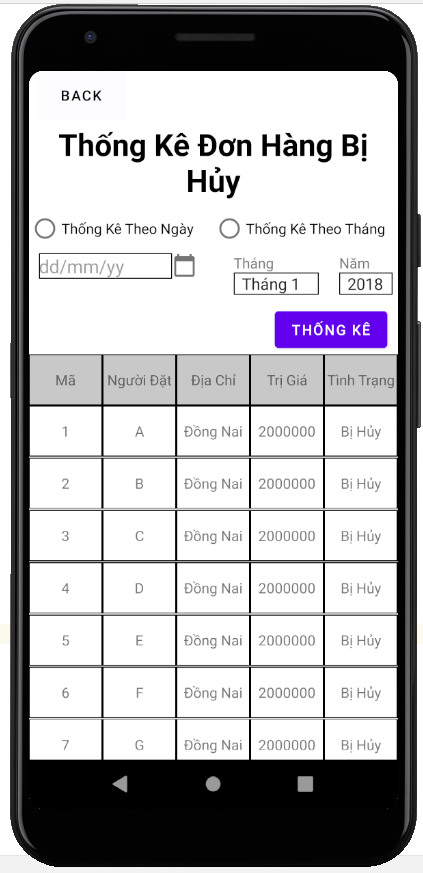 BACK
Thống Kê Đơn Hàng Bị
Hủy
Thống Kê Theo Ngày Thống Kê Theo Tháng
dd/mm/yy
Tháng Năm
Tháng 1 2018
THỐNG KÊ
Mã Người Đặt Địa Chỉ Trị Giá Tình Trạng
1 A Đồng Nai 2000000 Bị Hủy
2 B Đồng Nai 2000000 Bị Hủy
3 C Đồng Nai 2000000 Bị Hủy
4 D Đồng Nai 2000000 Bị Hủy
5 E Đồng Nai 2000000 Bị Hủy
6 F Đồng Nai 2000000 Bị Hủy
7 G Đồng Nai 2000000 Bị Hủy